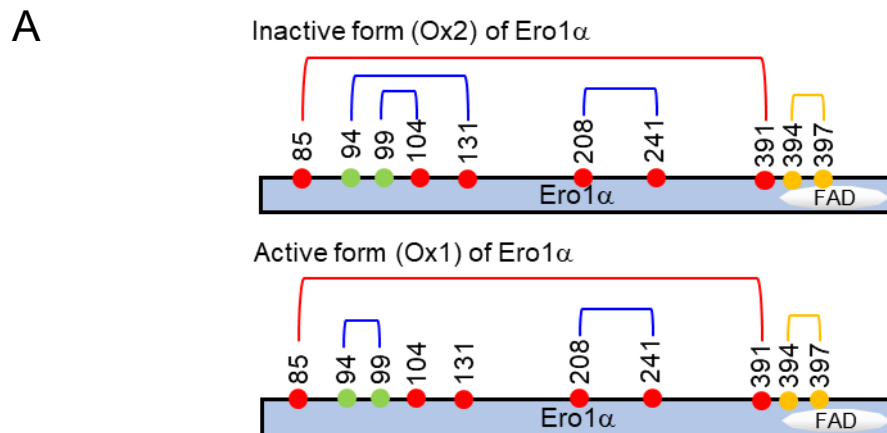 A
Inactive form (Ox2) of Ero1α
85 94 99 104 131 208 241 391 394 397
Ero1α FAD
Active form (Ox1) of Ero1α
85 94 99 104 131 208 241 391 394 397
Ero1α FAD